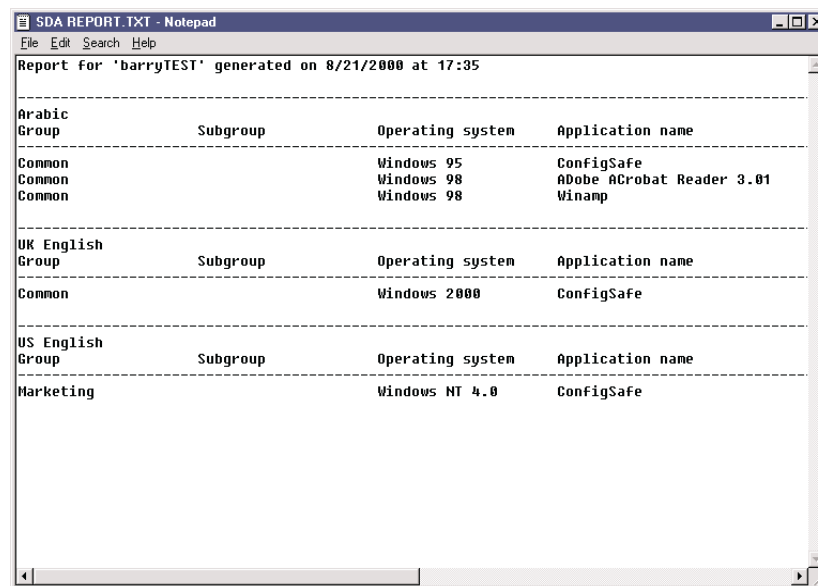 SDA REPORT.TXT - Notepad
File Edit Search Help
Report for 'barryTEST' generated on 8/21/2000 at 17:35
--------------------------------------------------------------------------------
Arabic
Group Subgroup Operating system Application name
--------------------------------------------------------------------------------
Common Windows 95 ConfigSafe
Common Windows 98 ADobe ACrobat Reader 3.01
Common Windows 98 Winamp
--------------------------------------------------------------------------------
UK English
Group Subgroup Operating system Application name
--------------------------------------------------------------------------------
Common Windows 2000 ConfigSafe
--------------------------------------------------------------------------------
US English
Group Subgroup Operating system Application name
--------------------------------------------------------------------------------
Marketing Windows NT 4.0 ConfigSafe